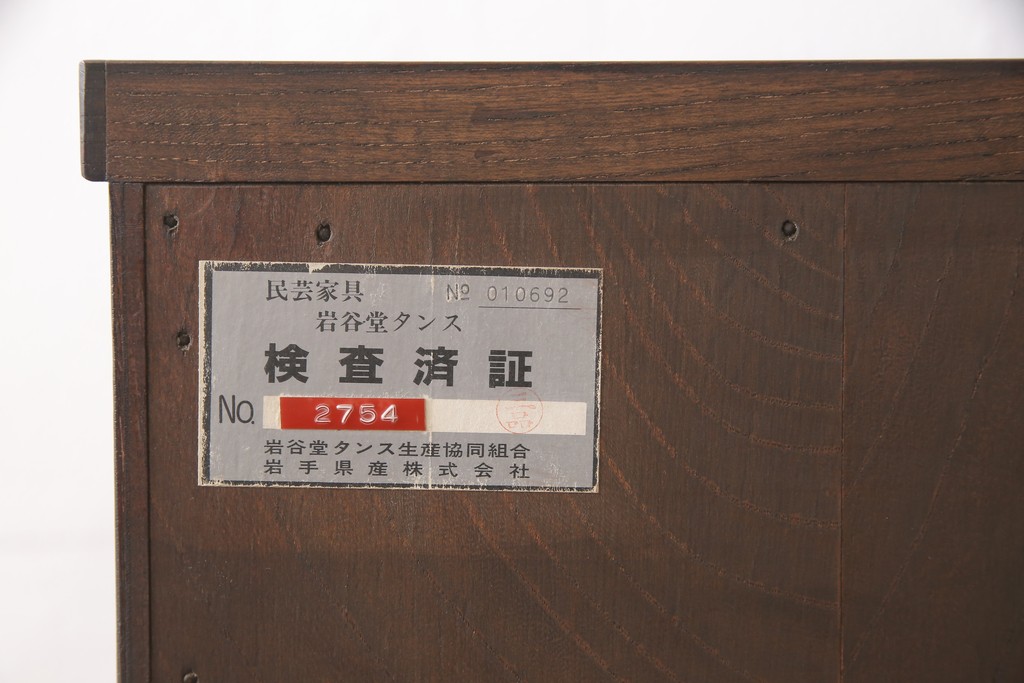 民芸家具 № 010692
岩谷堂タンス
検査済証
No. 2754
岩谷堂タンス生産協同組合
岩手県産株式会社